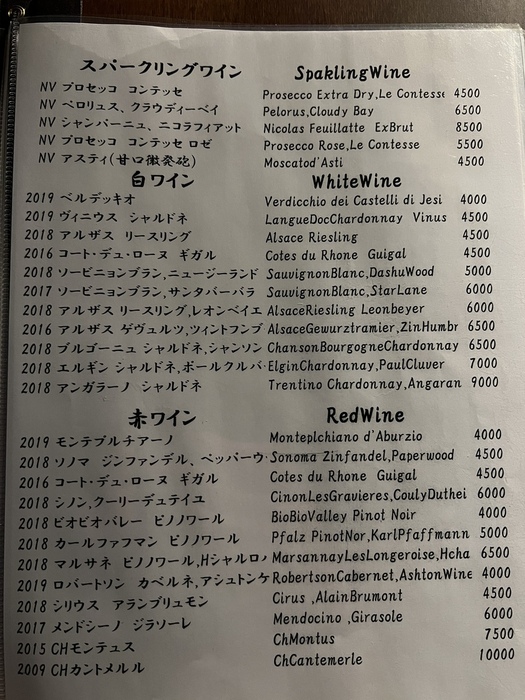 スパークリングワイン SpaklingWine
NV プロセッコ コンテッセ Prosecco Extra Dry,Le Contesse 4500
NV ペロリュス、クラウディーベイ Pelorus,Cloudy Bay 6500
NV シャンパーニュ、ニコラフィアット Nicolas Feuillatte ExBrut 8500
NV プロセッコ コンテッセ ロゼ Prosecco Rose,Le Contesse 5500
NV アスティ(甘口微発砲) Moscatod'Asti 4500
白ワイン WhiteWine
2019 ベルデッキオ Verdicchio dei Castelli di Jesi 4000
2019 ヴィニウス シャルドネ LangueDocChardonnay Vinus 4500
2018 アルザス リースリング Alsace Riesling 4500
2016 コート・デュ・ローヌ ギガル Cotes du Rhone Guigal 4500
2018 ソービニョンブラン,ニュージーランド SauvignonBlanc,DashuWood 5000
2017 ソービニョンブラン,サンタバーバラ SauvignonBlanc,StarLane 6000
2018 アルザス リースリング,レオンベイエ AlsaceRiesling Leonbeyer 6000
2016 アルザス ゲヴュルツ,ツィントフンブ AlsaceGewurztramier,ZinHumbr 6500
2018 ブルゴーニュ シャルドネ,シャンソン ChansonBourgogneChardonnay 6500
2018 エルギン シャルドネ,ポールクルバ・ ElginChardonnay,PaulCluver 7000
2018 アンガラーノ シャルドネ Trentino Chardonnay,Angaran 9000
赤ワイン RedWine
2019 モンテプルチアーノ Monteplchiano d'Aburzio 4000
2018 ソノマ ジンファンデル、ペッパーウ・ Sonoma Zinfandel,Paperwood 4500
2016 コート・デュ・ローヌ ギガル Cotes du Rhone Guigal 4500
2018 シノン,クーリーデュテイユ CinonLesGravieres,CoulyDuthei 6000
2018 ビオビオバレー ピノノワール BioBioValley Pinot Noir 4000
2018 カールファフマン ピノノワール Pfalz PinotNor,KarlPfaffmann 5000
2018 マルサネ ピノノワール,Hシャルロ MarsannayLesLongeroise,Hcha 6500
2019 ロバートソン カベルネ,アシュトンケ RobertsonCabernet,AshtonWine 4000
2018 シリウス アランブリュモン Cirus ,AlainBrumont 4500
2017 メンドシーノ ジラソーレ Mendocino ,Girasole 6000
2015 CHモンテュス ChMontus 7500
2009 CHカントメルル ChCantemerle 10000